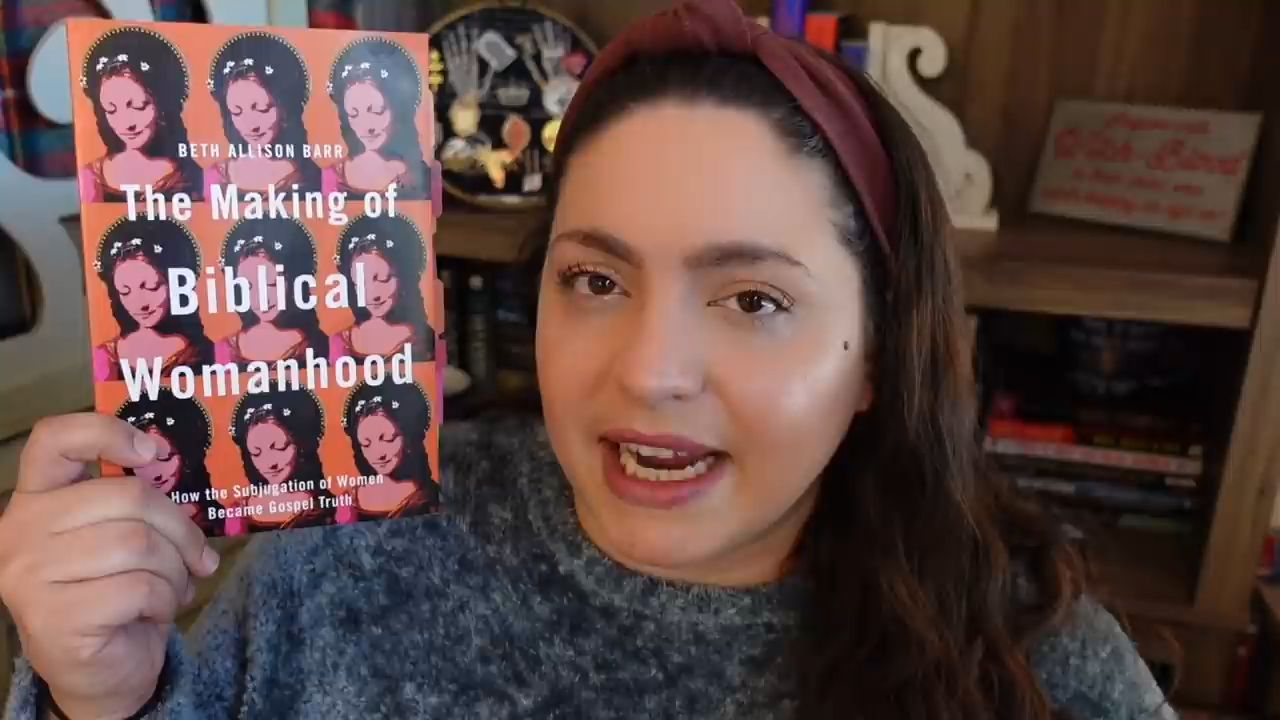 BETH ALLISON BARR
The Making of
Biblical
Womanhood
How the Subjugation of Women
Became Gospel Truth